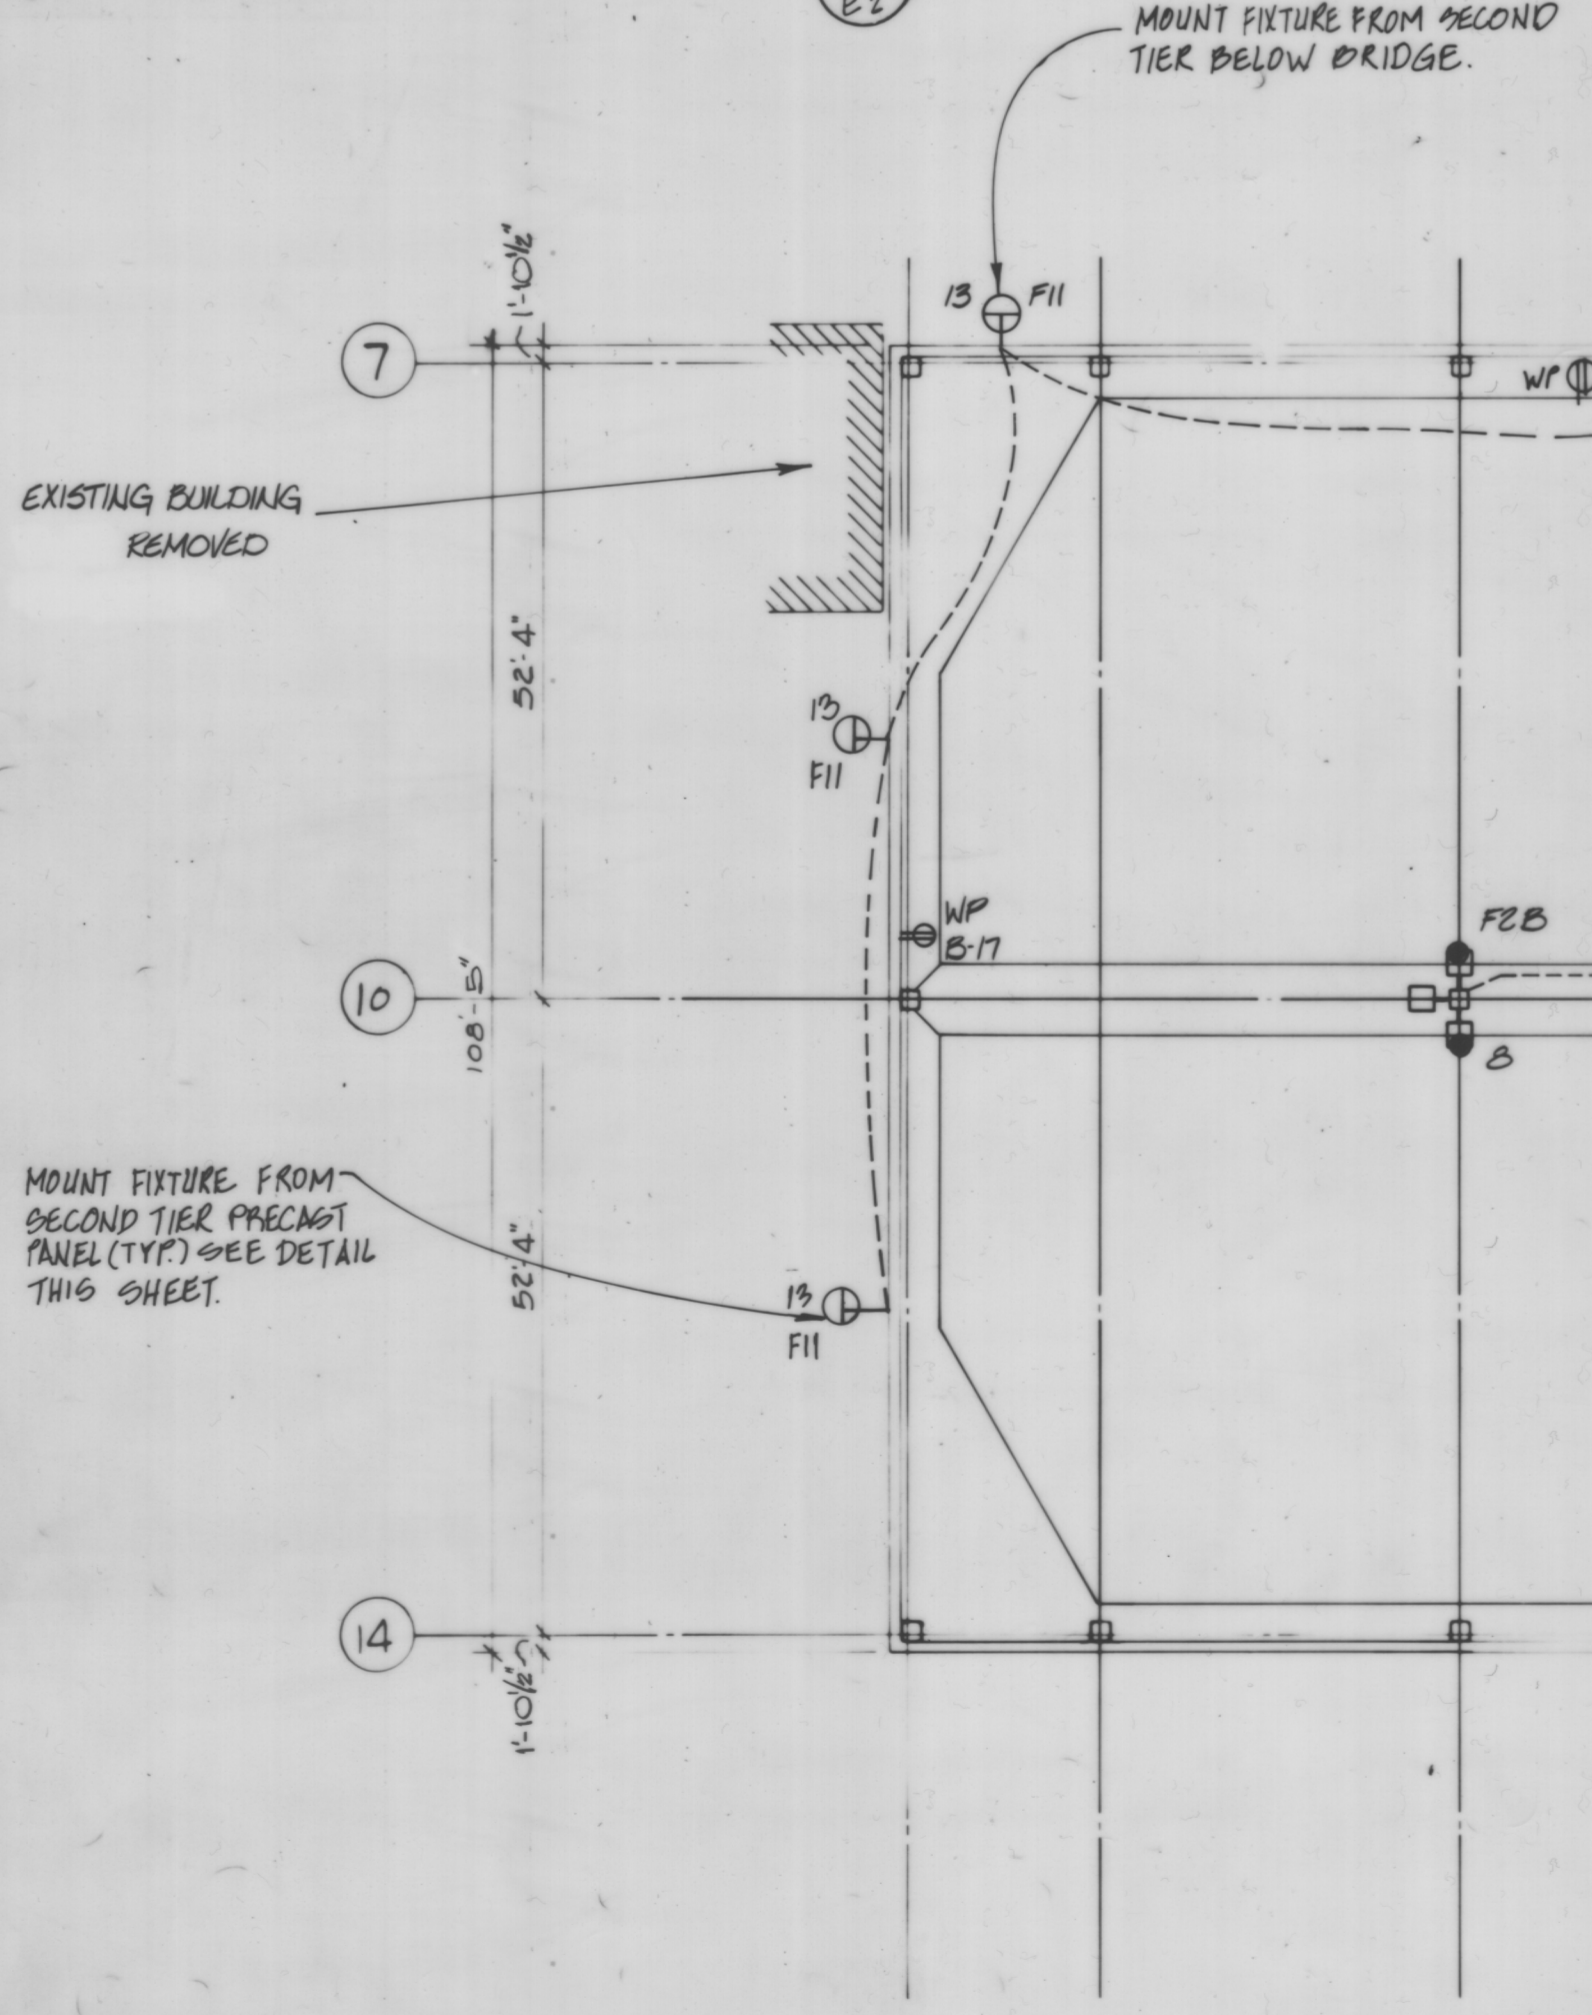 E2
MOUNT FIXTURE FROM SECOND
TIER BELOW BRIDGE.
1'-10½"
13 F11
7
WP
EXISTING BUILDING
REMOVED
52'-4"
13
F11
WP
B-17
F2B
10
108'-5"
8
MOUNT FIXTURE FROM
SECOND TIER PRECAST
PANEL (TYP.) SEE DETAIL
THIS SHEET.
52'-4"
13
F11
14
1'-10½"